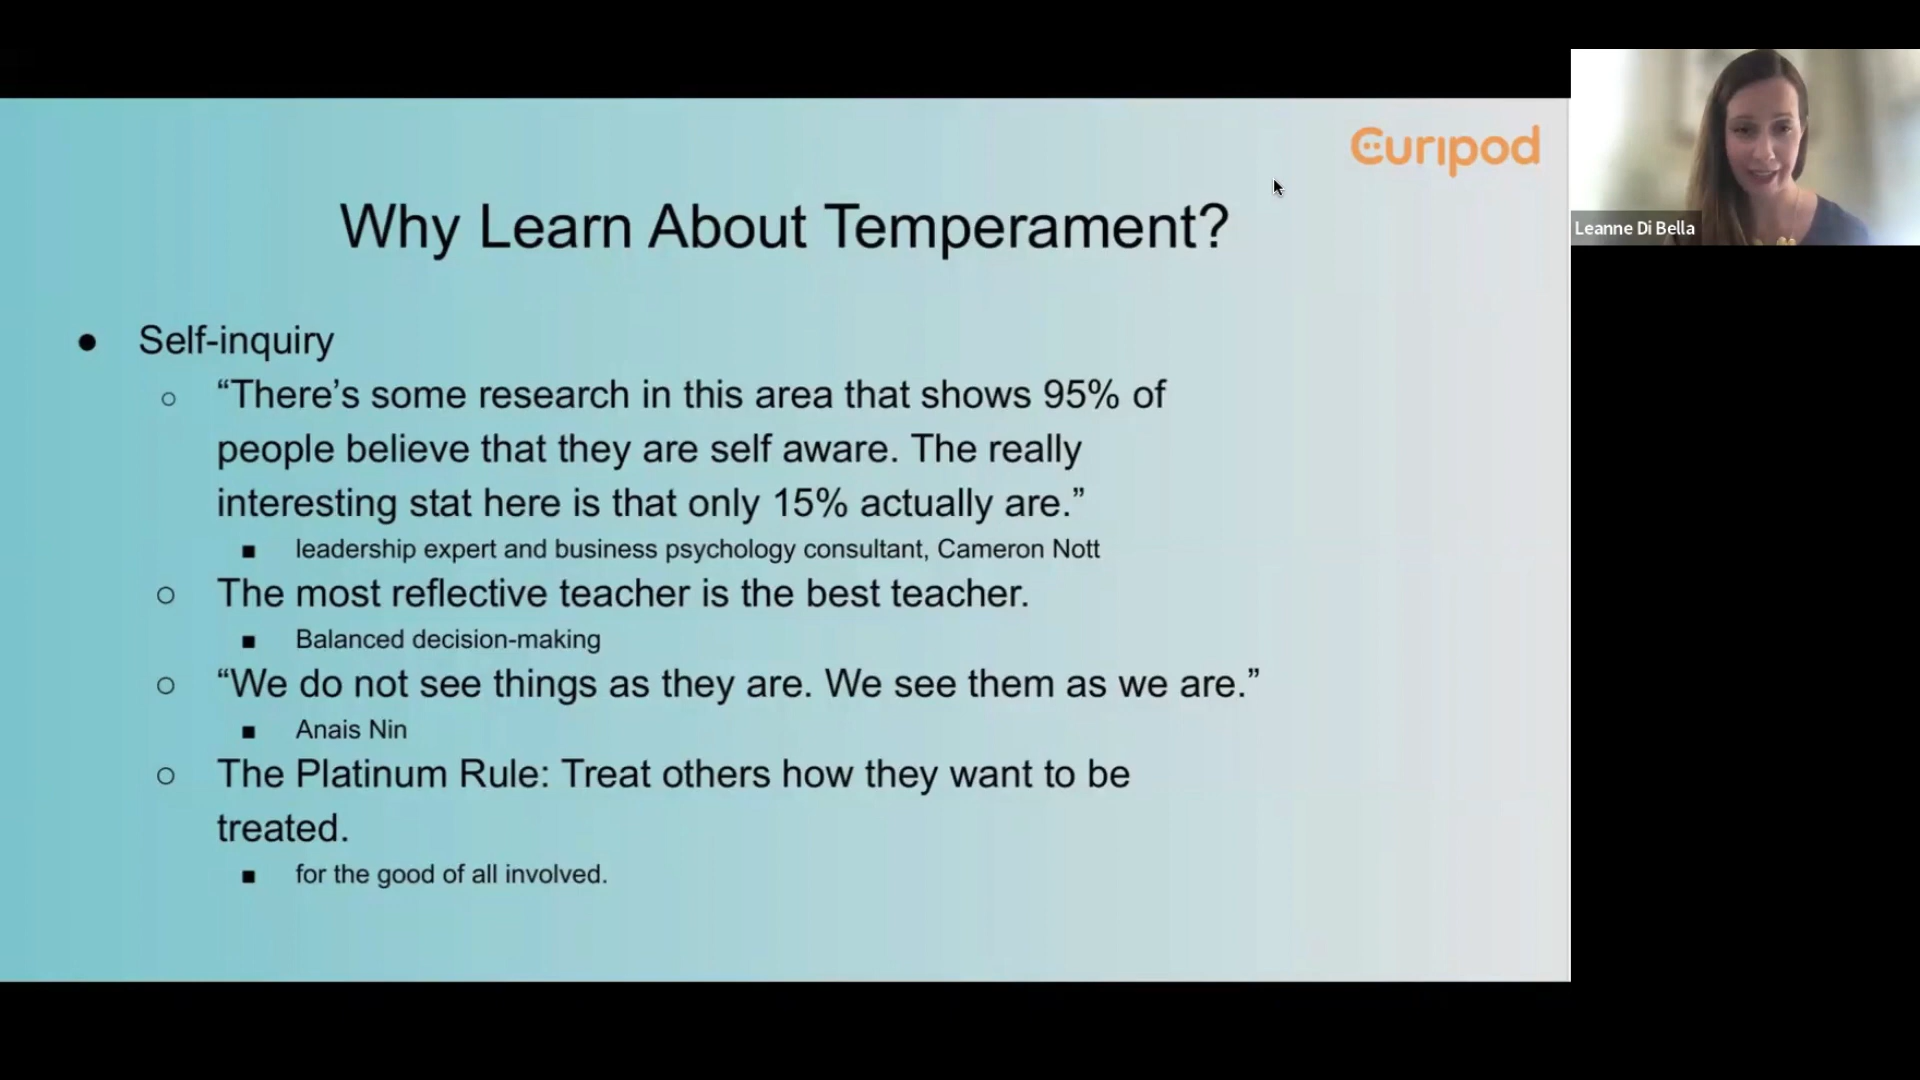 Curipod
Leanne Di Bella
Why Learn About Temperament?
● Self-inquiry
○ “There’s some research in this area that shows 95% of
people believe that they are self aware. The really
interesting stat here is that only 15% actually are.”
■ leadership expert and business psychology consultant, Cameron Nott
○ The most reflective teacher is the best teacher.
■ Balanced decision-making
○ “We do not see things as they are. We see them as we are.”
■ Anais Nin
○ The Platinum Rule: Treat others how they want to be
treated.
■ for the good of all involved.